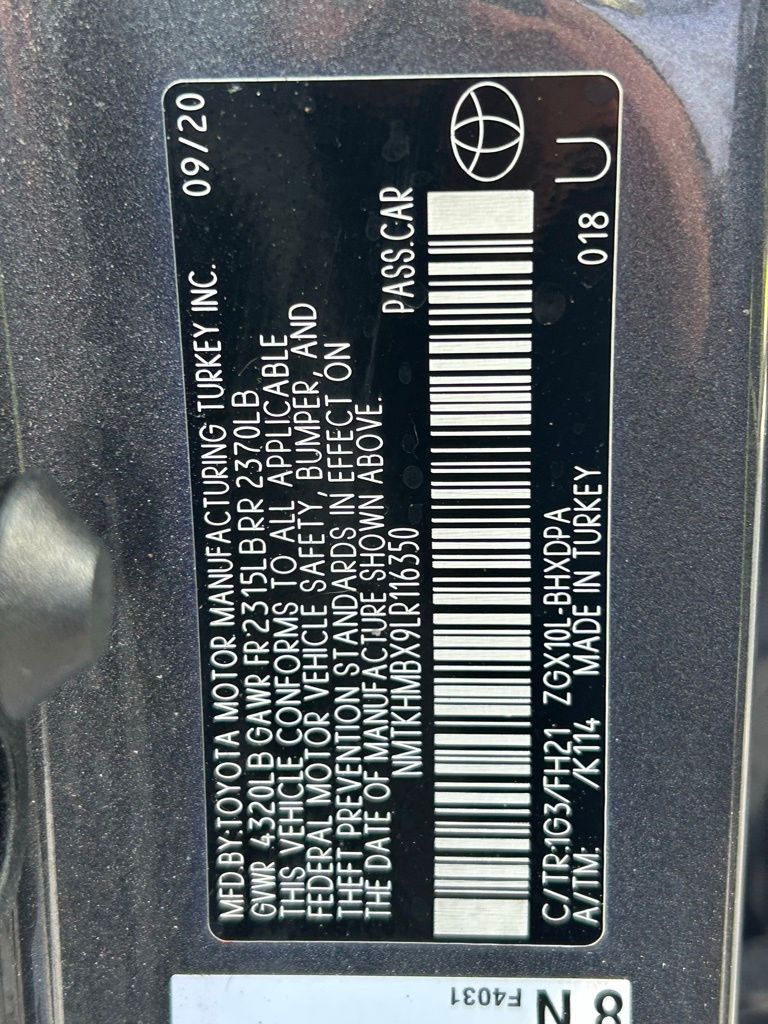 MFD.BY:TOYOTA MOTOR MANUFACTURING TURKEY INC. 09/20
GVWR 4320LB GAWR FR 2315LB RR 2370LB
THIS VEHICLE CONFORMS TO ALL APPLICABLE
FEDERAL MOTOR VEHICLE SAFETY, BUMPER, AND
THEFT PREVENTION STANDARDS IN EFFECT ON
THE DATE OF MANUFACTURE SHOWN ABOVE.
NMTKHMBX9LR116350 PASS.CAR
C/TR:1G3/FH21 ZGX10L-BHXDPA
A/TM: /K114 MADE IN TURKEY 018 U
F4031
N 8